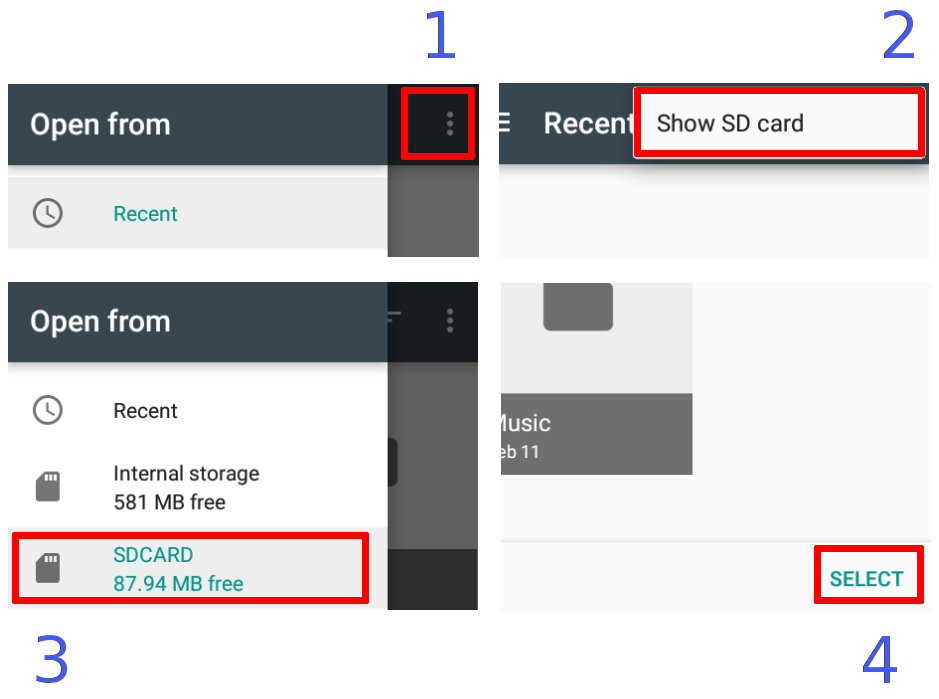 1
2
Open from
Recent
Recent
Show SD card
Open from
Recent
Internal storage
581 MB free
SDCARD
87.94 MB free
Music
eb 11
SELECT
3
4